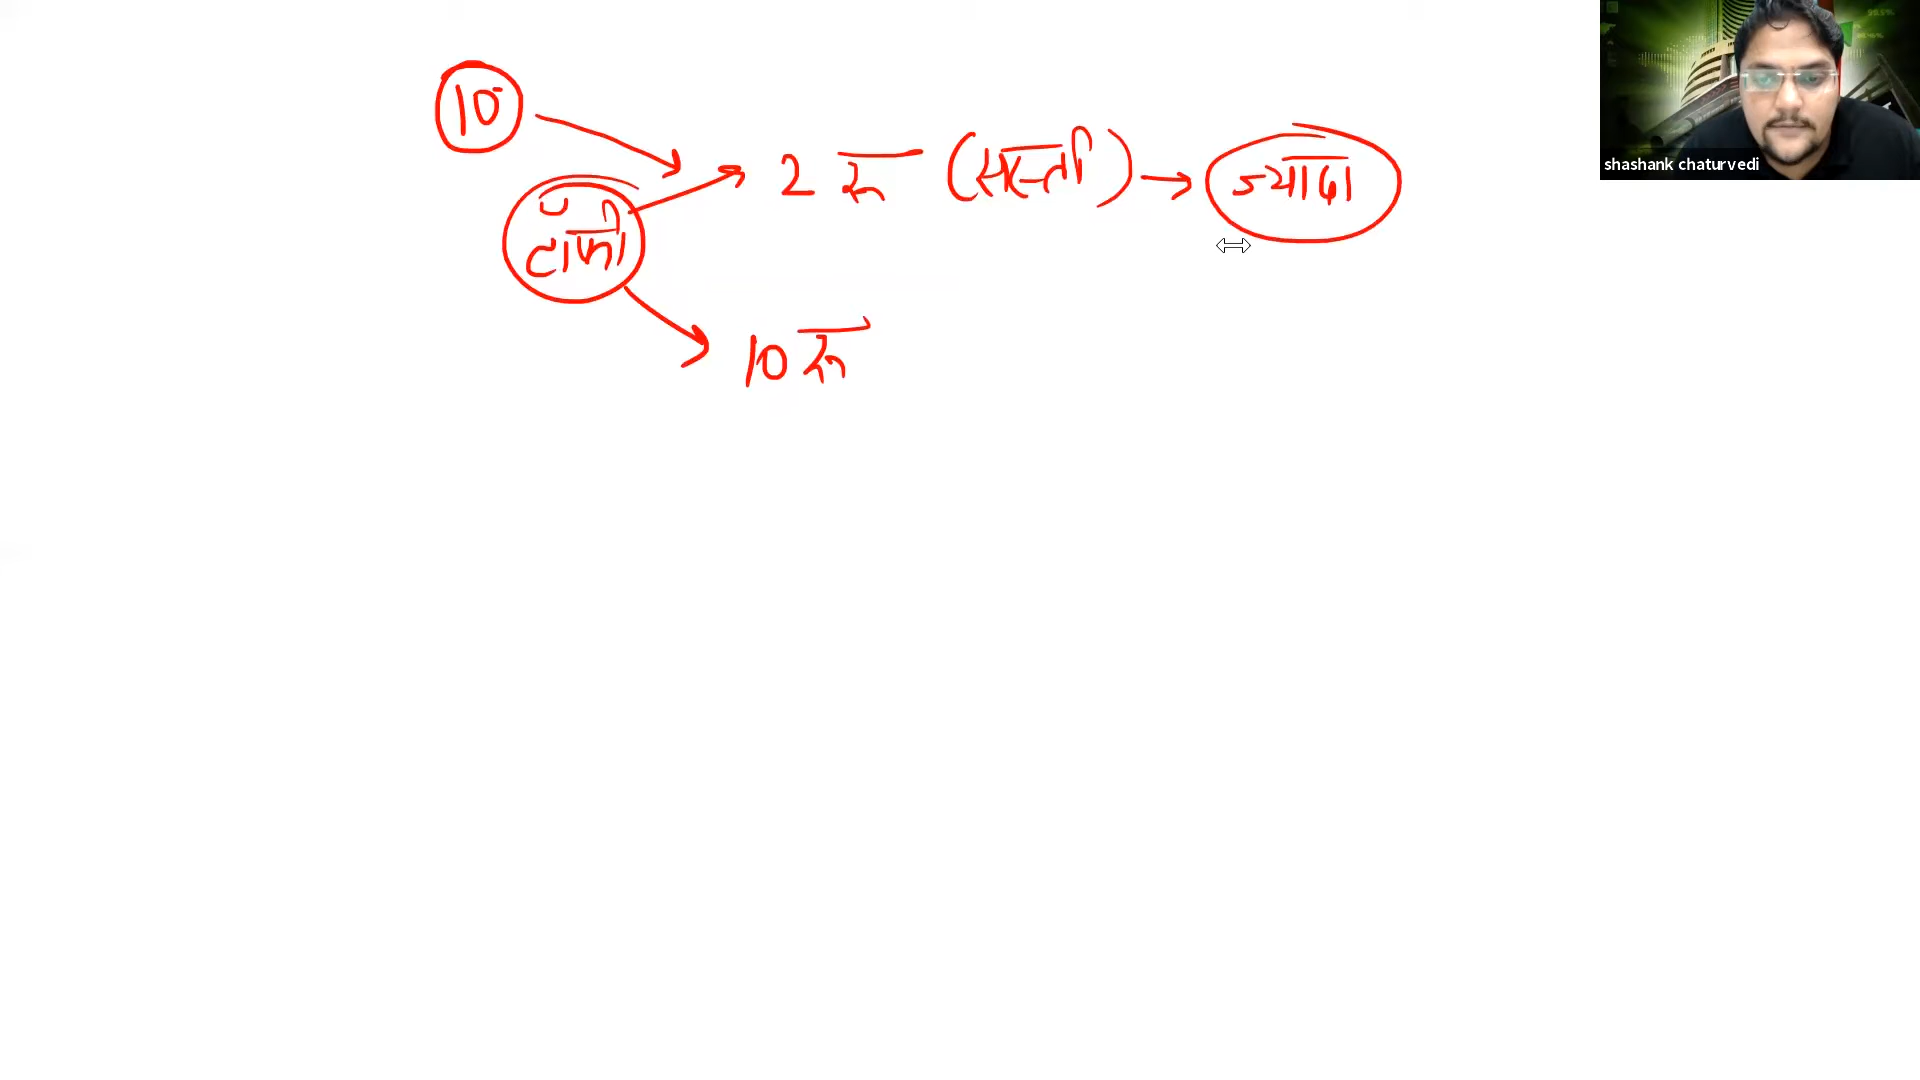 10
2 रू (सस्ती) → ज्यादा
टॉफी
10 रू
shashank chaturvedi